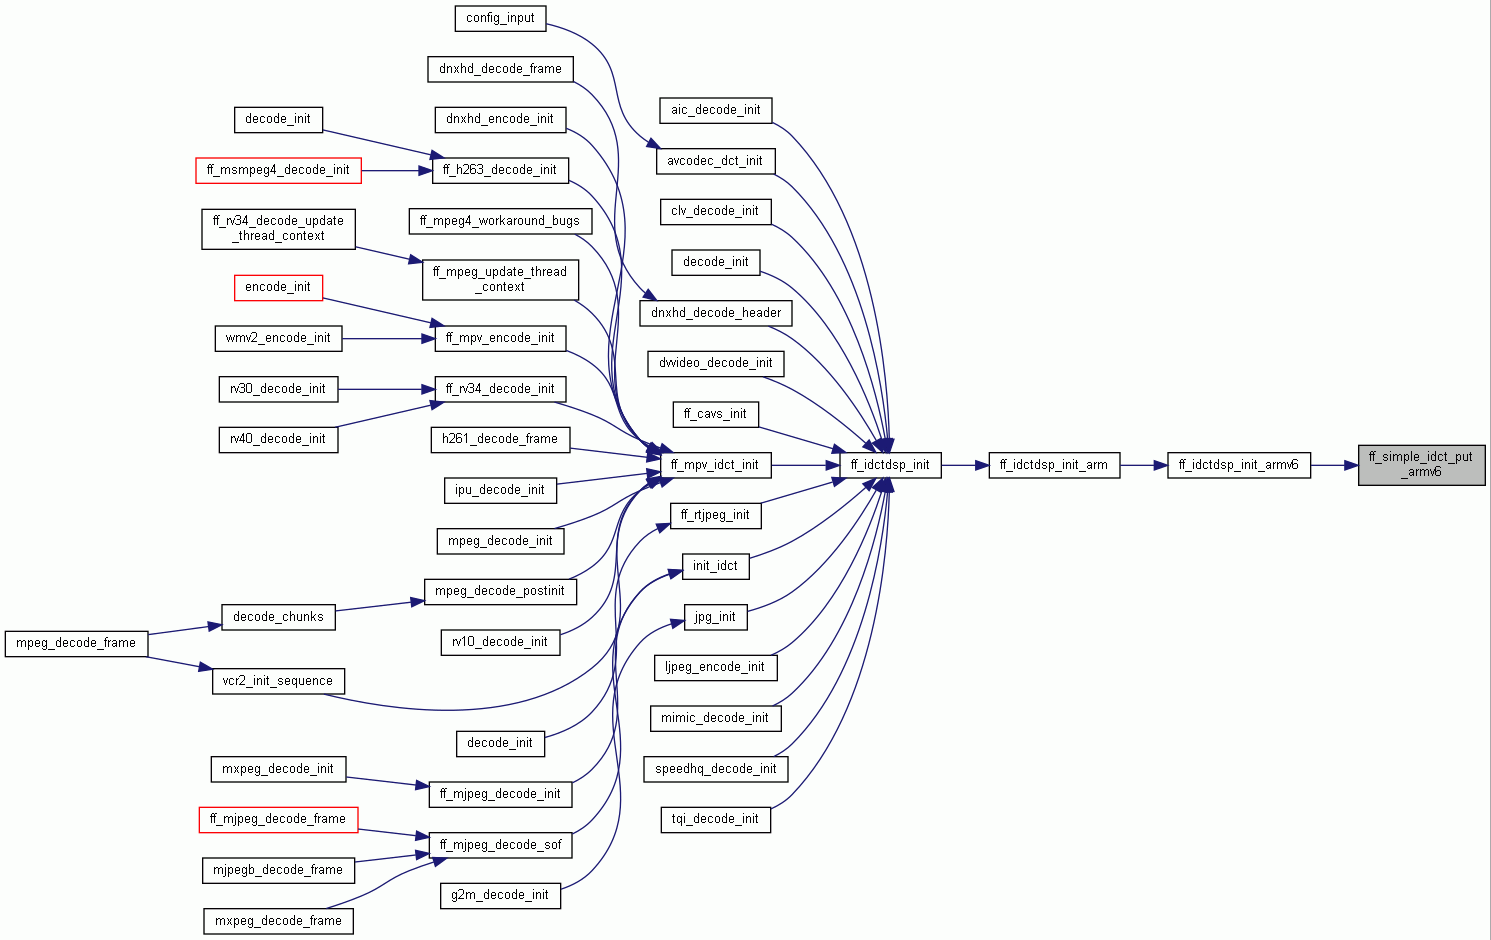 config_input
dnxhd_decode_frame
aic_decode_init
decode_init
dnxhd_encode_init
avcodec_dct_init
ff_msmpeg4_decode_init
ff_h263_decode_init
clv_decode_init
ff_rv34_decode_update
_thread_context
ff_mpeg4_workaround_bugs
decode_init
ff_mpeg_update_thread
_context
encode_init
dnxhd_decode_header
wmv2_encode_init
ff_mpv_encode_init
dvvideo_decode_init
rv30_decode_init
ff_rv34_decode_init
ff_cavs_init
rv40_decode_init
h261_decode_frame
ff_mpv_idct_init
ff_idctdsp_init
ff_idctdsp_init_arm
ff_idctdsp_init_armv6
ff_simple_idct_put
_armv6
ipu_decode_init
ff_rtjpeg_init
mpeg_decode_init
init_idct
mpeg_decode_postinit
decode_chunks
jpg_init
mpeg_decode_frame
rv10_decode_init
ljpeg_encode_init
vcr2_init_sequence
mimic_decode_init
decode_init
mxpeg_decode_init
speedhq_decode_init
ff_mjpeg_decode_init
ff_mjpeg_decode_frame
tqi_decode_init
ff_mjpeg_decode_sof
mjpegb_decode_frame
g2m_decode_init
mxpeg_decode_frame